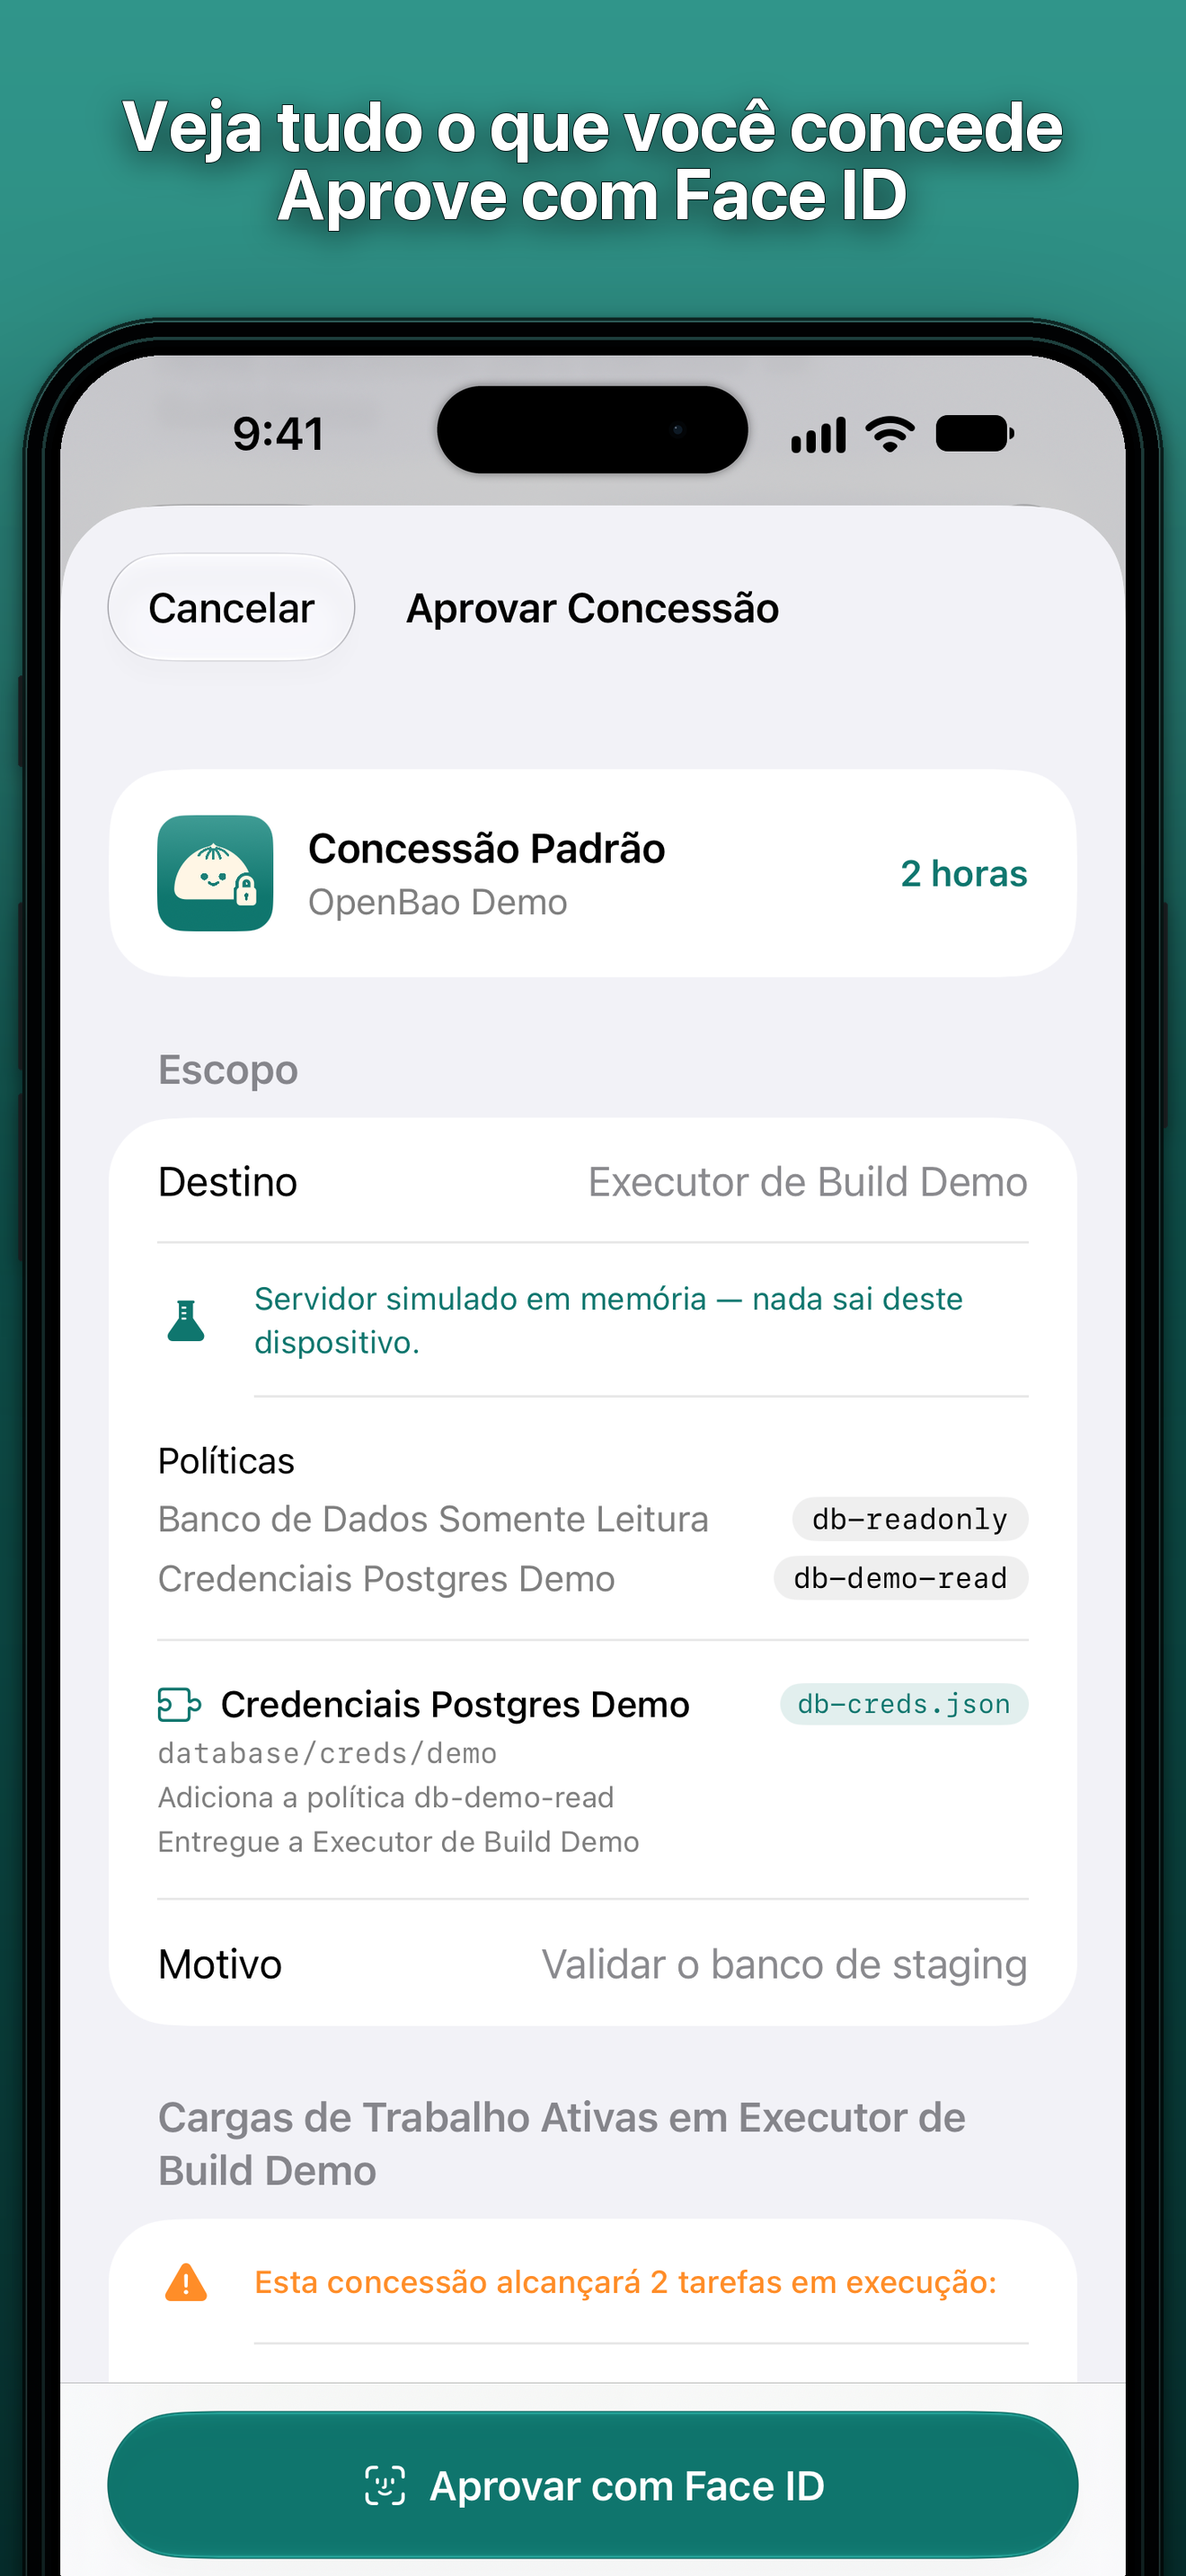 Veja tudo o que você concede
Aprove com Face ID
9:41
Cancelar
Aprovar Concessão
Concessão Padrão
OpenBao Demo
2 horas
Escopo
Destino
Executor de Build Demo
Servidor simulado em memória — nada sai deste
dispositivo.
Políticas
Banco de Dados Somente Leitura
db-readonly
Credenciais Postgres Demo
db-demo-read
Credenciais Postgres Demo
db-creds.json
database/creds/demo
Adiciona a política db-demo-read
Entregue a Executor de Build Demo
Motivo
Validar o banco de staging
Cargas de Trabalho Ativas em Executor de
Build Demo
Esta concessão alcançará 2 tarefas em execução:
Aprovar com Face ID